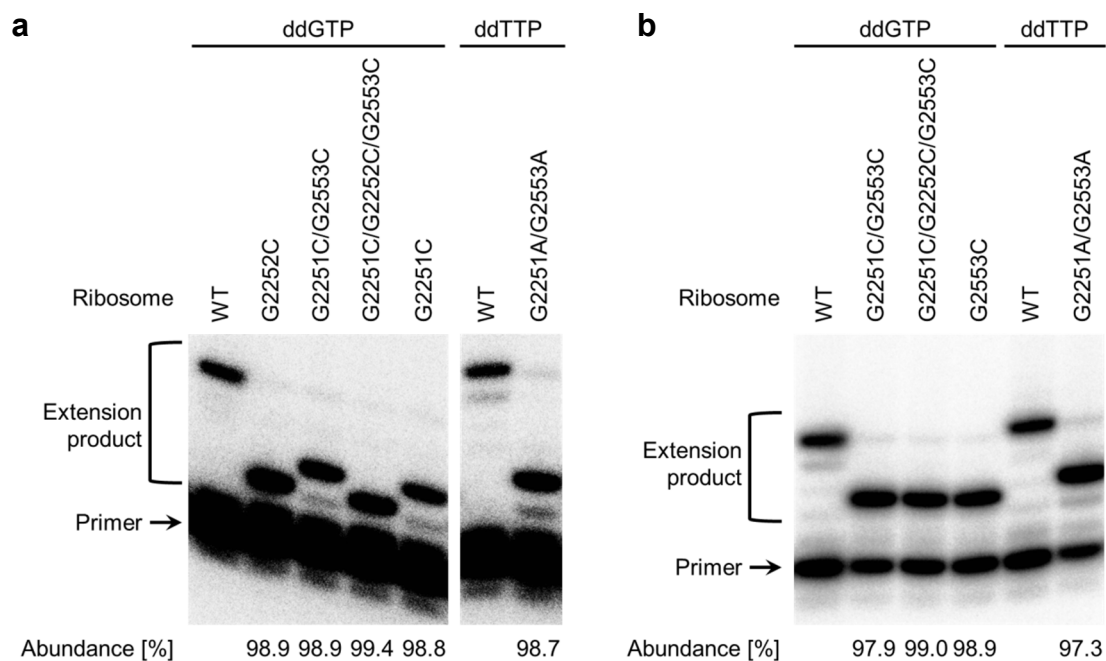 a
ddGTP
ddTTP
Ribosome
WT
G2252C
G2251C/G2553C
G2251C/G2252C/G2553C
G2251C
WT
G2251A/G2553A
Extension
product
Primer
Abundance [%]
98.9 98.9 99.4 98.8
98.7
b
ddGTP
ddTTP
Ribosome
WT
G2251C/G2553C
G2251C/G2252C/G2553C
G2553C
WT
G2251A/G2553A
Extension
product
Primer
Abundance [%]
97.9 99.0 98.9
97.3